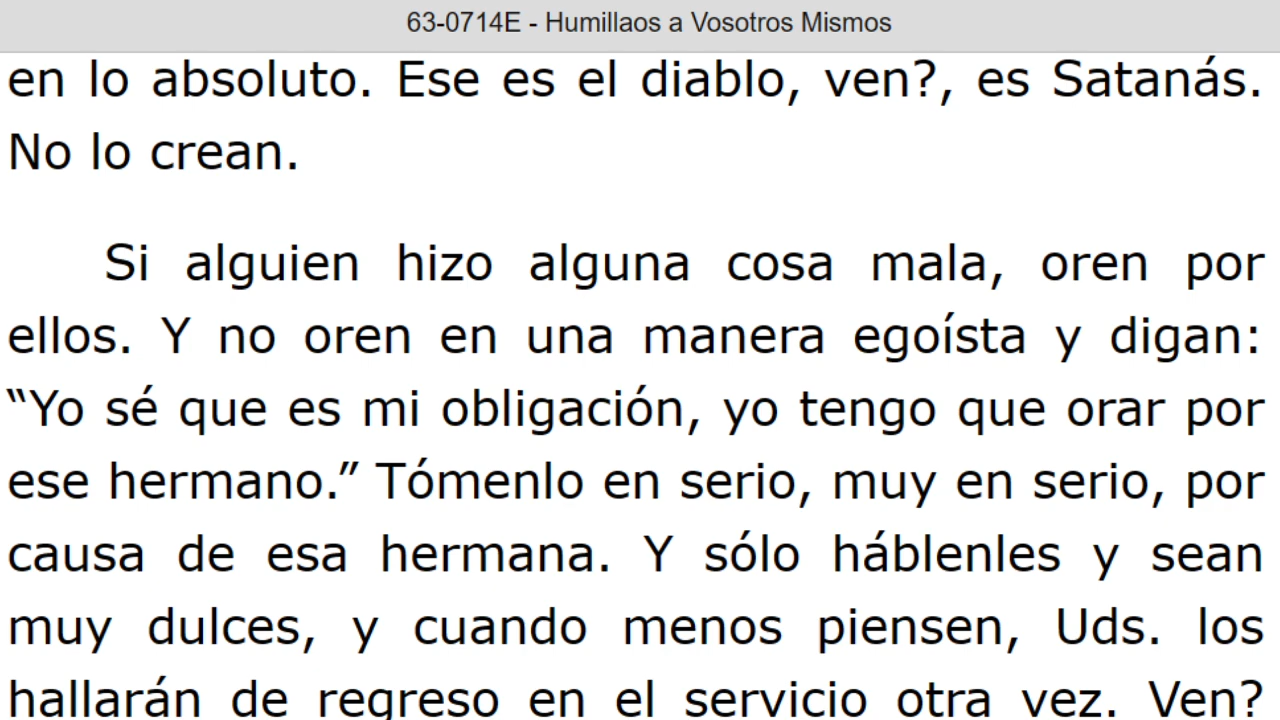 63-0714E - Humillaos a Vosotros Mismos
en lo absoluto. Ese es el diablo, ven?, es Satanás.
No lo crean.
Si alguien hizo alguna cosa mala, oren por
ellos. Y no oren en una manera egoísta y digan:
“Yo sé que es mi obligación, yo tengo que orar por
ese hermano.” Tómenlo en serio, muy en serio, por
causa de esa hermana. Y sólo háblenles y sean
muy dulces, y cuando menos piensen, Uds. los
hallarán de regreso en el servicio otra vez. Ven?